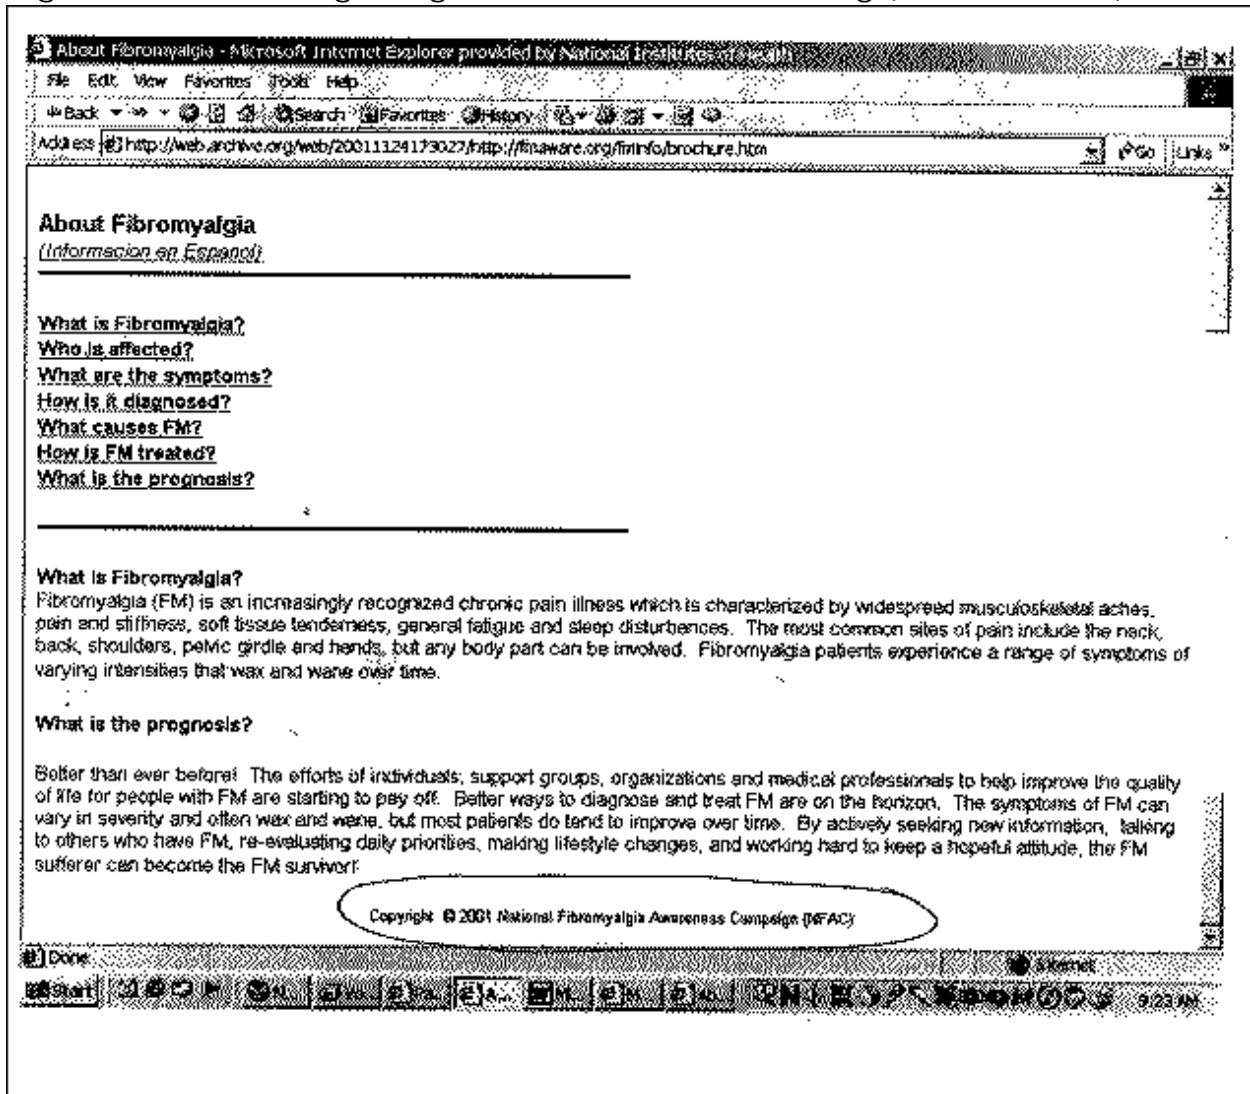 About Fibromyalgia - Microsoft Internet Explorer provided by National Institutes of Health
File Edit View Favorites Tools Help
Back Search Favorites History
Address http://web.archive.org/web/20011124173027/http://fmaware.org/fminfo/brochure.htm Go Links »
About Fibromyalgia
(Informacion en Espanol)
What is Fibromyalgia?
Who is affected?
What are the symptoms?
How is it diagnosed?
What causes FM?
How is FM treated?
What is the prognosis?
What is Fibromyalgia?
Fibromyalgia (FM) is an increasingly recognized chronic pain illness which is characterized by widespread musculoskeletal aches,
pain and stiffness, soft tissue tenderness, general fatigue and sleep disturbances. The most common sites of pain include the neck,
back, shoulders, pelvic girdle and hands, but any body part can be involved. Fibromyalgia patients experience a range of symptoms of
varying intensities that wax and wane over time.
What is the prognosis?
Better than ever before! The efforts of individuals, support groups, organizations and medical professionals to help improve the quality
of life for people with FM are starting to pay off. Better ways to diagnose and treat FM are on the horizon. The symptoms of FM can
vary in severity and often wax and wane, but most patients do tend to improve over time. By actively seeking new information, talking
to others who have FM, re-evaluating daily priorities, making lifestyle changes, and working hard to keep a hopeful attitude, the FM
sufferer can become the FM survivor!
Copyright © 2001 National Fibromyalgia Awareness Campaign (NFAC)
Done Internet
Start 9:23 AM